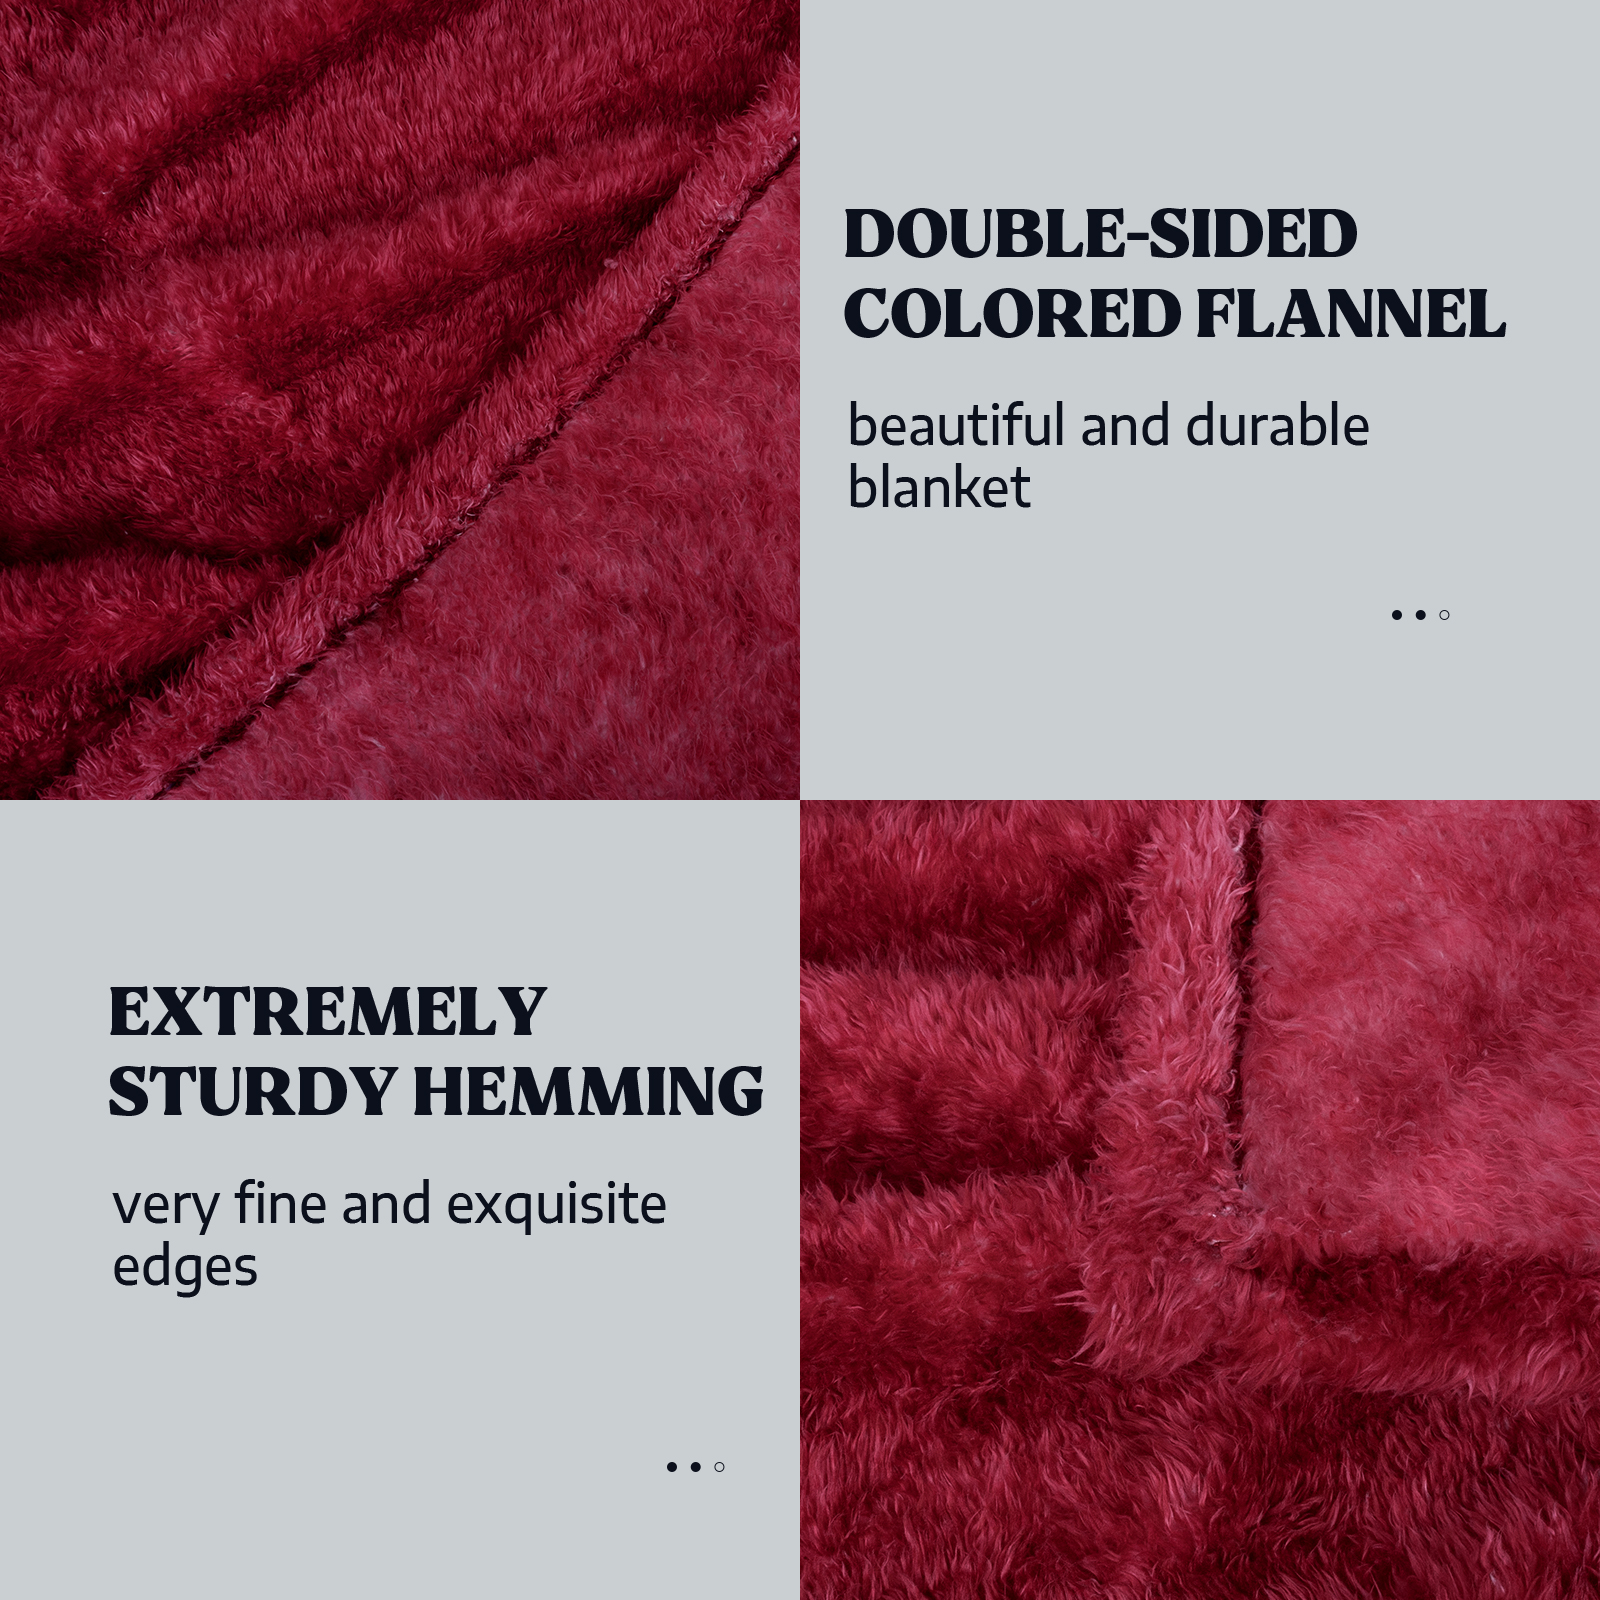 DOUBLE-SIDED
COLORED FLANNEL
beautiful and durable
blanket
EXTREMELY
STURDY HEMMING
very fine and exquisite
edges